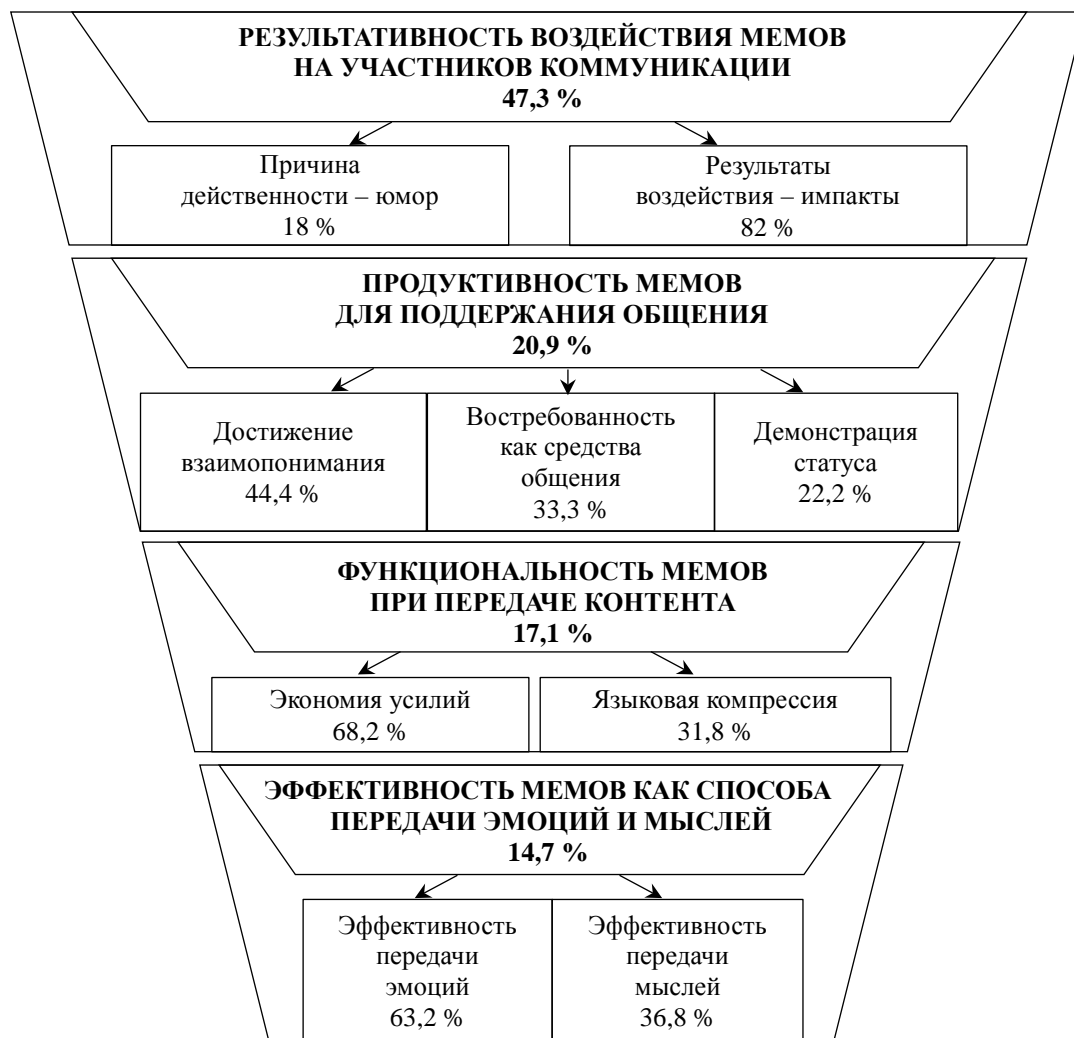 РЕЗУЛЬТАТИВНОСТЬ ВОЗДЕЙСТВИЯ МЕМОВ
НА УЧАСТНИКОВ КОММУНИКАЦИИ
47,3 %
Причина
действенности – юмор
18 %
Результаты
воздействия – импакты
82 %
ПРОДУКТИВНОСТЬ МЕМОВ
ДЛЯ ПОДДЕРЖАНИЯ ОБЩЕНИЯ
20,9 %
Достижение
взаимопонимания
44,4 %
Востребованность
как средства
общения
33,3 %
Демонстрация
статуса
22,2 %
ФУНКЦИОНАЛЬНОСТЬ МЕМОВ
ПРИ ПЕРЕДАЧЕ КОНТЕНТА
17,1 %
Экономия усилий
68,2 %
Языковая компрессия
31,8 %
ЭФФЕКТИВНОСТЬ МЕМОВ КАК СПОСОБА
ПЕРЕДАЧИ ЭМОЦИЙ И МЫСЛЕЙ
14,7 %
Эффективность
передачи
эмоций
63,2 %
Эффективность
передачи
мыслей
36,8 %